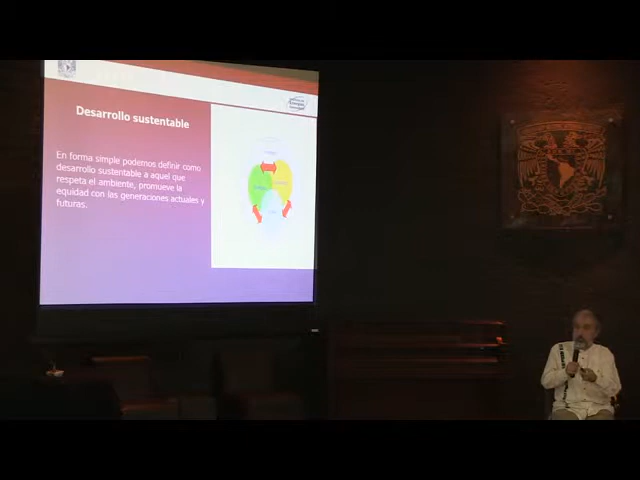 Desarrollo sustentable
En forma simple podemos definir como
desarrollo sustentable a aquel que
respeta el ambiente, promueve la
equidad con las generaciones actuales y
futuras.